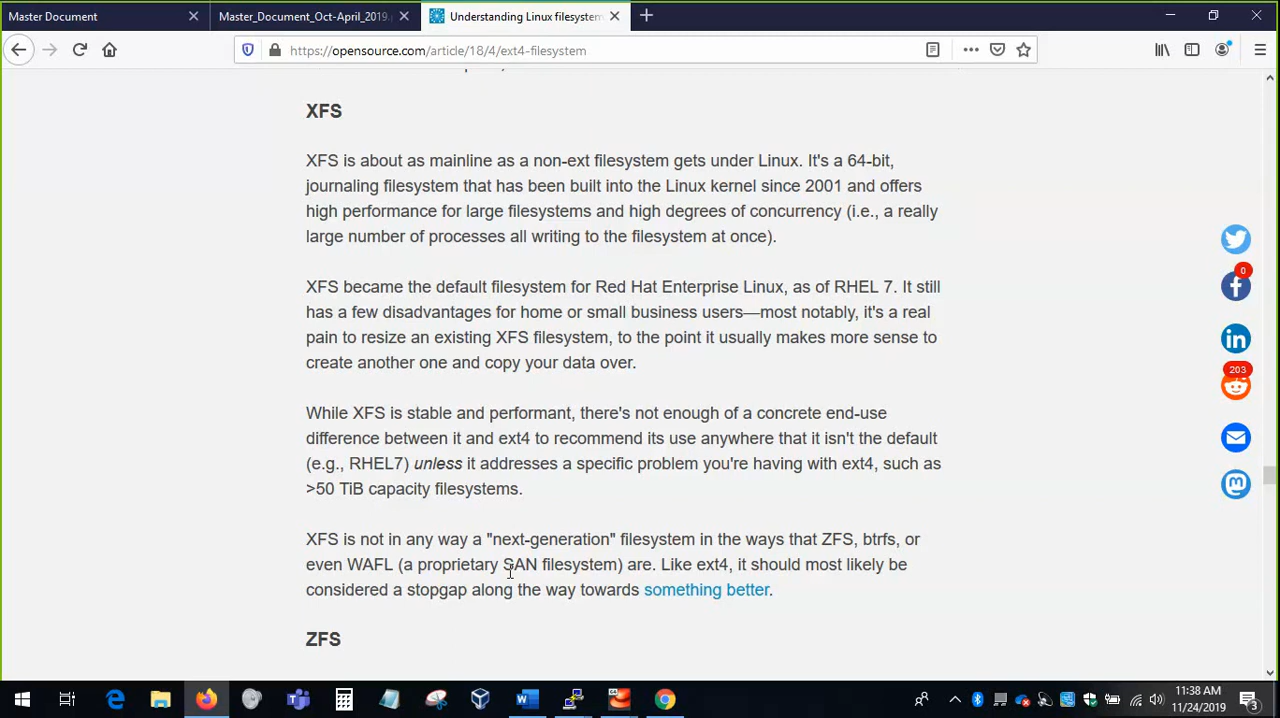 Master Document
Master_Document_Oct-April_2019.
Understanding Linux filesystem
https://opensource.com/article/18/4/ext4-filesystem
XFS
XFS is about as mainline as a non-ext filesystem gets under Linux. It's a 64-bit,
journaling filesystem that has been built into the Linux kernel since 2001 and offers
high performance for large filesystems and high degrees of concurrency (i.e., a really
large number of processes all writing to the filesystem at once).
XFS became the default filesystem for Red Hat Enterprise Linux, as of RHEL 7. It still
has a few disadvantages for home or small business users—most notably, it's a real
pain to resize an existing XFS filesystem, to the point it usually makes more sense to
create another one and copy your data over.
While XFS is stable and performant, there's not enough of a concrete end-use
difference between it and ext4 to recommend its use anywhere that it isn't the default
(e.g., RHEL7) unless it addresses a specific problem you're having with ext4, such as
>50 TiB capacity filesystems.
XFS is not in any way a "next-generation" filesystem in the ways that ZFS, btrfs, or
even WAFL (a proprietary SAN filesystem) are. Like ext4, it should most likely be
considered a stopgap along the way towards something better.
ZFS
0
203
11:38 AM
11/24/2019
3